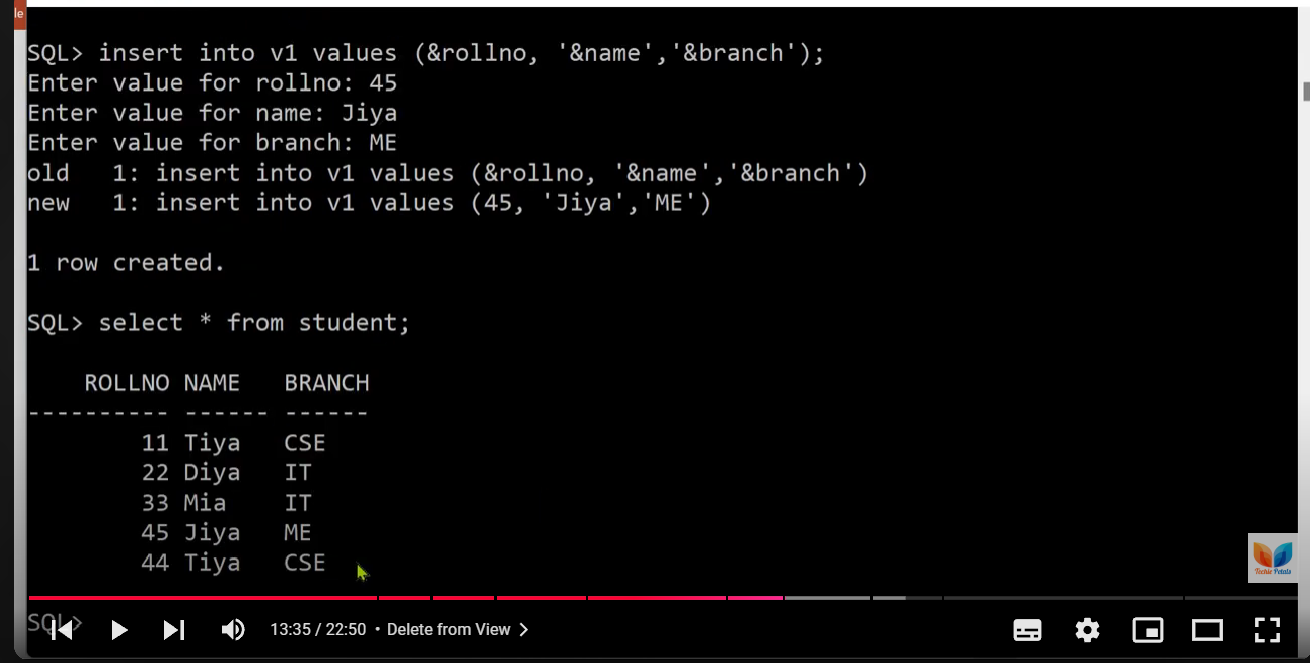 le
SQL> insert into v1 values (&rollno, '&name','&branch');
Enter value for rollno: 45
Enter value for name: Jiya
Enter value for branch: ME
old   1: insert into v1 values (&rollno, '&name','&branch')
new   1: insert into v1 values (45, 'Jiya','ME')
1 row created.
SQL> select * from student;
ROLLNO NAME   BRANCH
---------- ------ ------
11 Tiya   CSE
22 Diya   IT
33 Mia    IT
45 Jiya   ME
44 Tiya   CSE
Techie Petals
SQL>
13:35 / 22:50 • Delete from View >